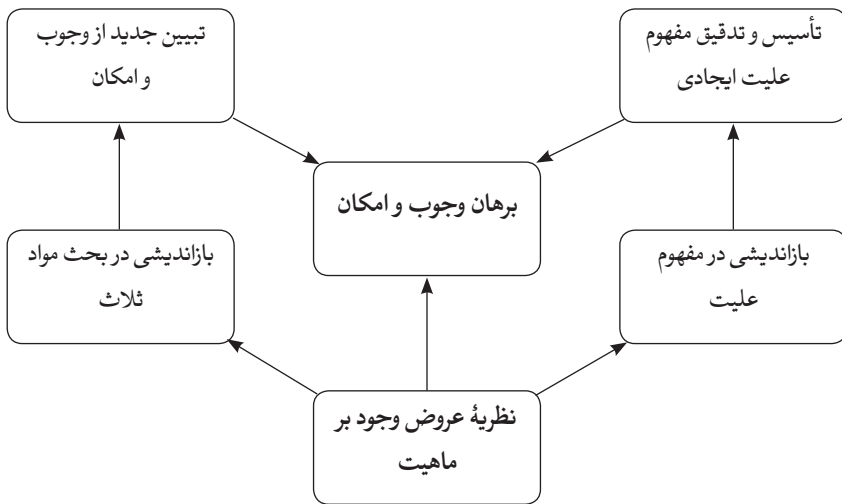 تأسیس و تدقیق مفهوم
علیت ایجادی
تبیین جدید از وجوب
و امکان
برهان وجوب و امکان
بازاندیشی در مفهوم
علیت
بازاندیشی در بحث مواد
ثلاث
نظریهٔ عروض وجود بر
ماهیت